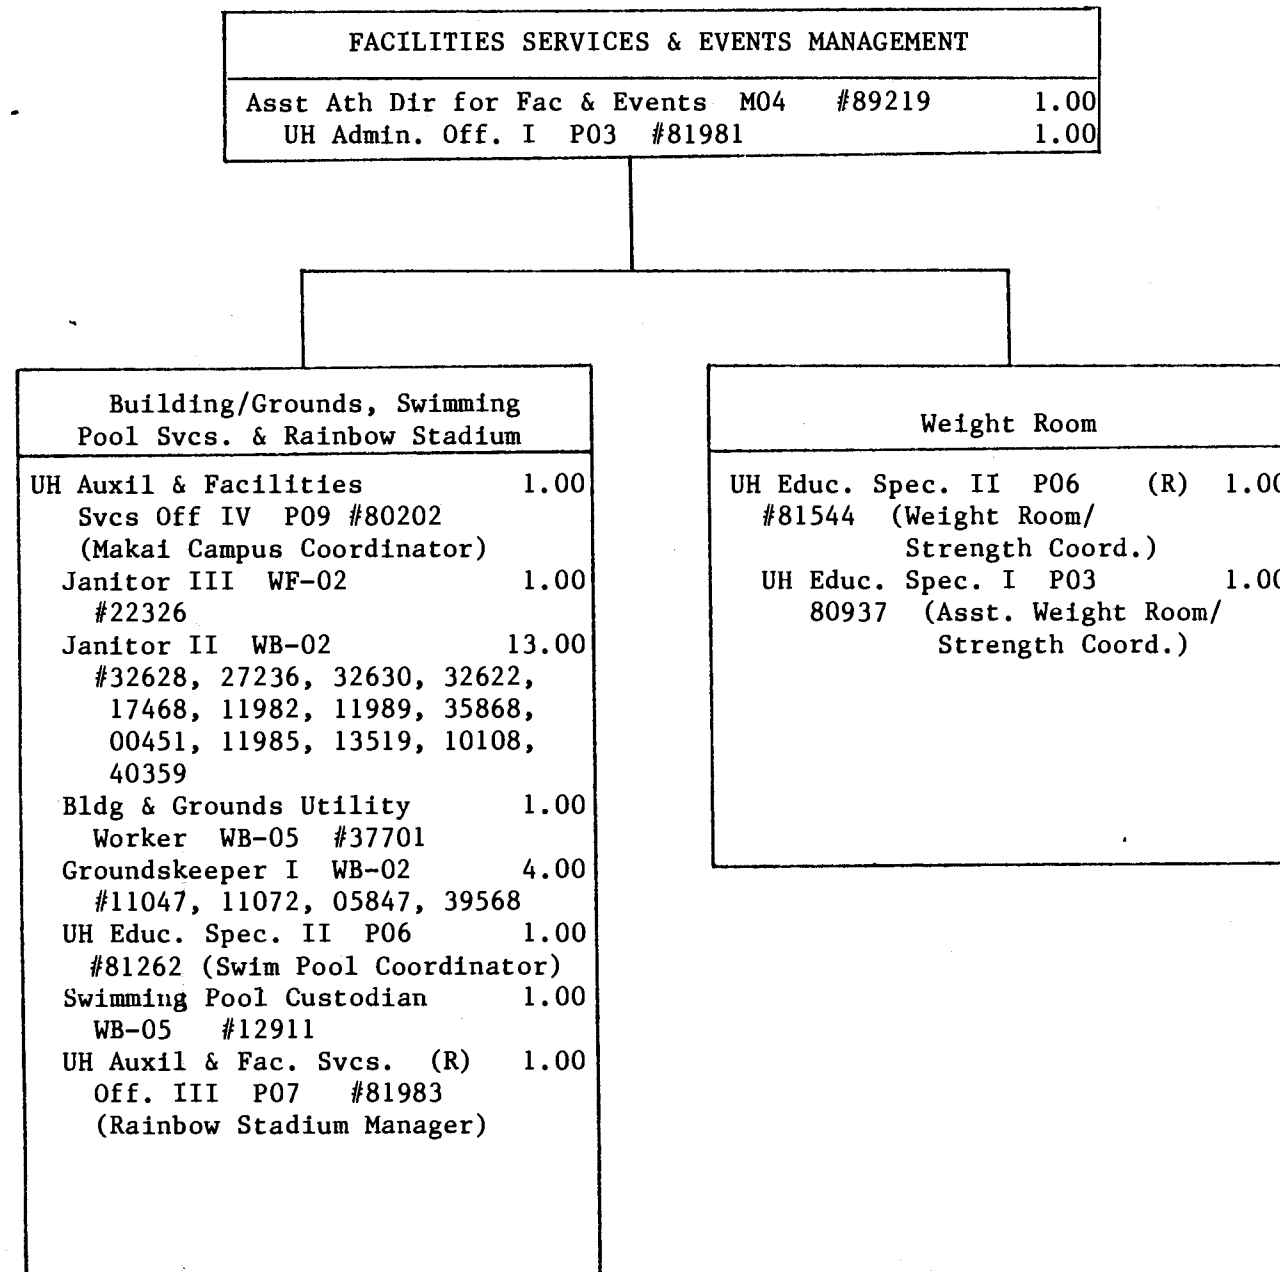 FACILITIES SERVICES & EVENTS MANAGEMENT
Asst Ath Dir for Fac & Events M04 #89219 1.00
UH Admin. Off. I P03 #81981 1.00
Building/Grounds, Swimming
Pool Svcs. & Rainbow Stadium
UH Auxil & Facilities 1.00
Svcs Off IV P09 #80202
(Makai Campus Coordinator)
Janitor III WF-02 1.00
#22326
Janitor II WB-02 13.00
#32628, 27236, 32630, 32622,
17468, 11982, 11989, 35868,
00451, 11985, 13519, 10108,
40359
Bldg & Grounds Utility 1.00
Worker WB-05 #37701
Groundskeeper I WB-02 4.00
#11047, 11072, 05847, 39568
UH Educ. Spec. II P06 1.00
#81262 (Swim Pool Coordinator)
Swimming Pool Custodian 1.00
WB-05 #12911
UH Auxil & Fac. Svcs. (R) 1.00
Off. III P07 #81983
(Rainbow Stadium Manager)
Weight Room
UH Educ. Spec. II P06 (R) 1.00
#81544 (Weight Room/
Strength Coord.)
UH Educ. Spec. I P03 1.00
80937 (Asst. Weight Room/
Strength Coord.)